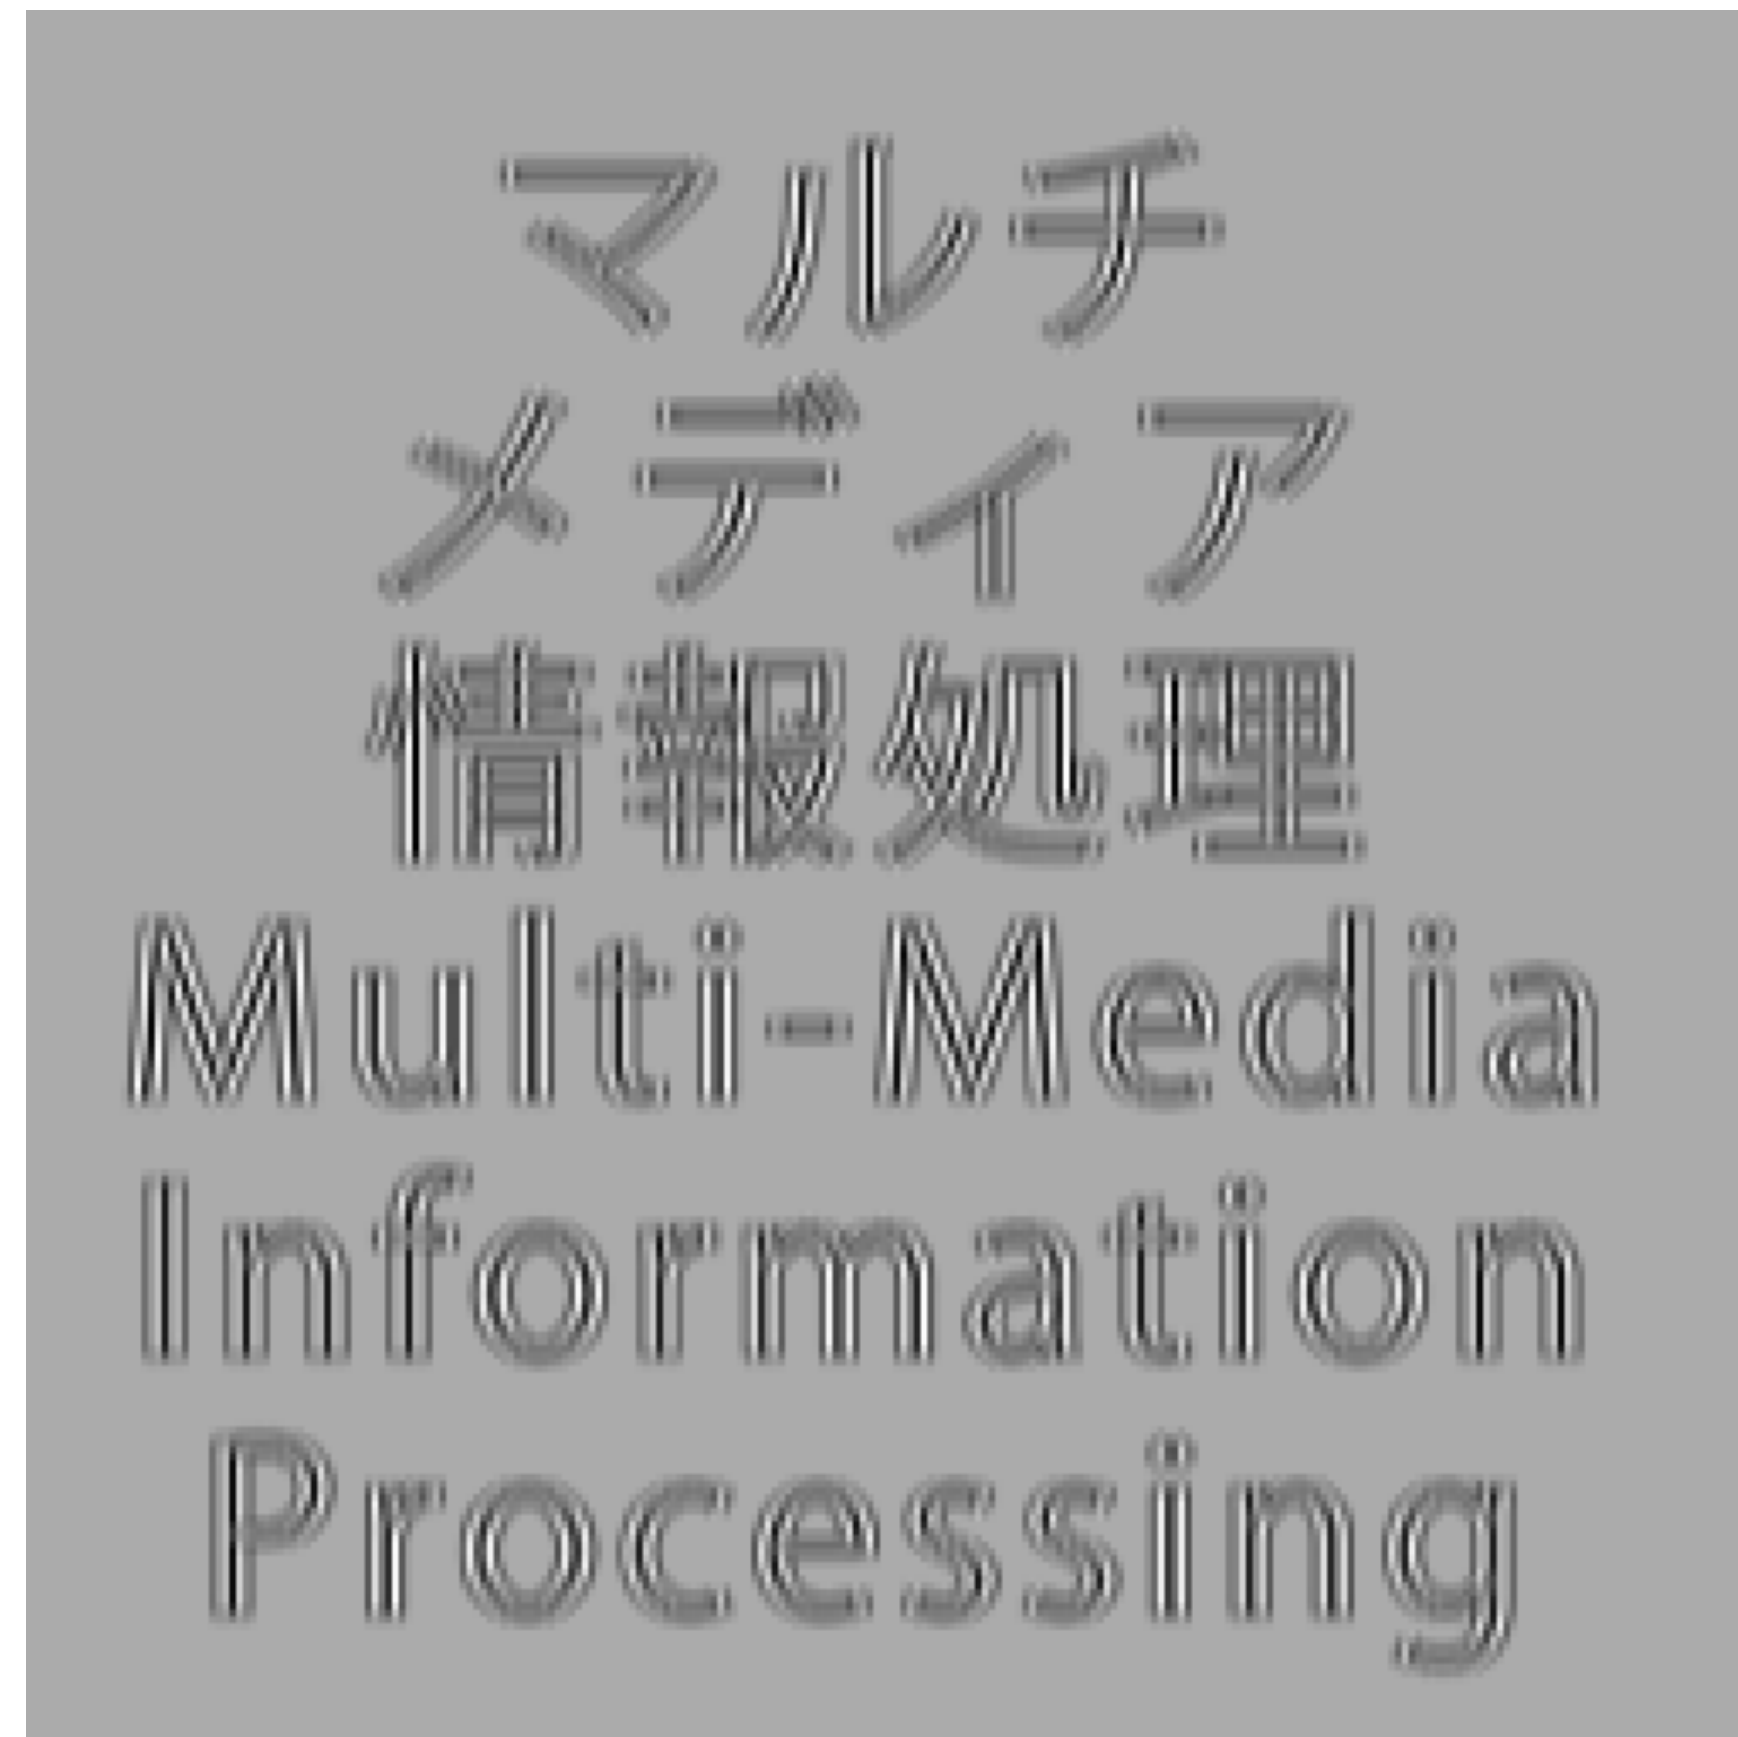 マルチ
メディア
情報処理
Multi-Media
Information
Processing